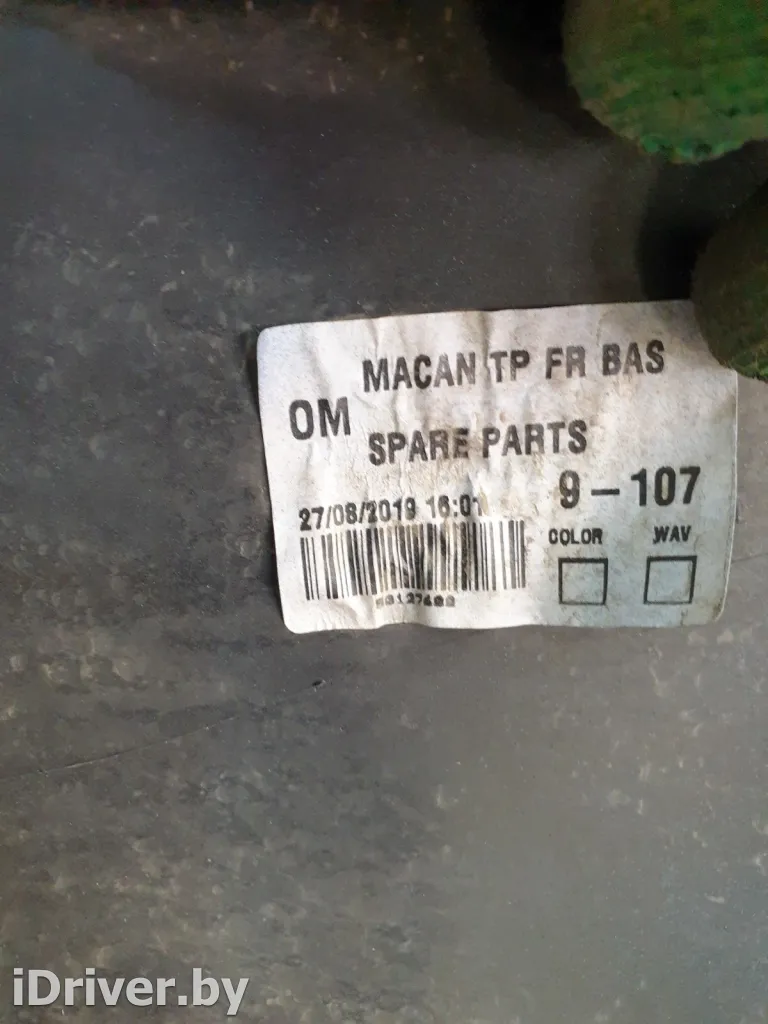 MACAN TP FR BAS
OM
SPARE PARTS
9-107
27/08/2019 16:01
COLOR WAV
iDriver.by